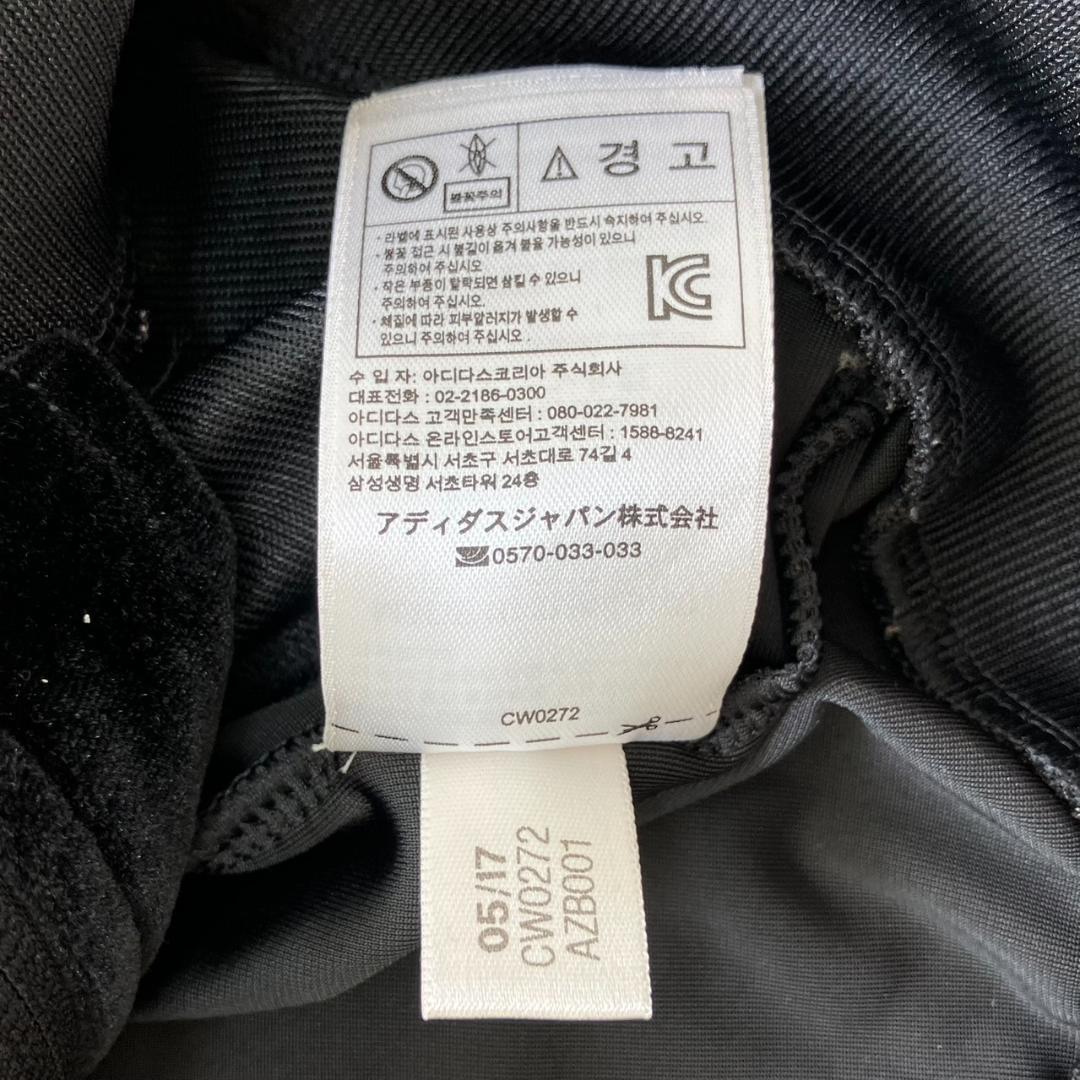 불꽃주의
경고
· 라벨에 표시된 사용상 주의사항을 반드시 숙지하여 주십시오.
· 불꽃 접근 시 불길이 옮겨 붙을 가능성이 있으니
주의하여 주십시오
· 작은 부품이 탈락되면 삼킬 수 있으니
주의하여 주십시오.
· 체질에 따라 피부알러지가 발생할 수
있으니 주의하여 주십시오 .
수 입 자: 아디다스코리아 주식회사
대표전화 : 02-2186-0300
아디다스 고객만족센터 : 080-022-7981
아디다스 온라인스토어고객센터 : 1588-8241
서울특별시 서초구 서초대로 74길 4
삼성생명 서초타워 24층
アディダスジャパン株式会社
0570-033-033
CW0272
05/17
CW0272
AZB001